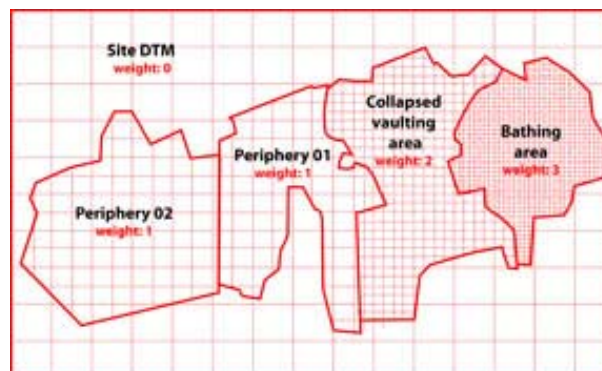 Site DTM
weight: 0
Collapsed
vaulting
area
weight: 2
Bathing
area
weight: 3
Periphery 01
weight: 1
Periphery 02
weight: 1